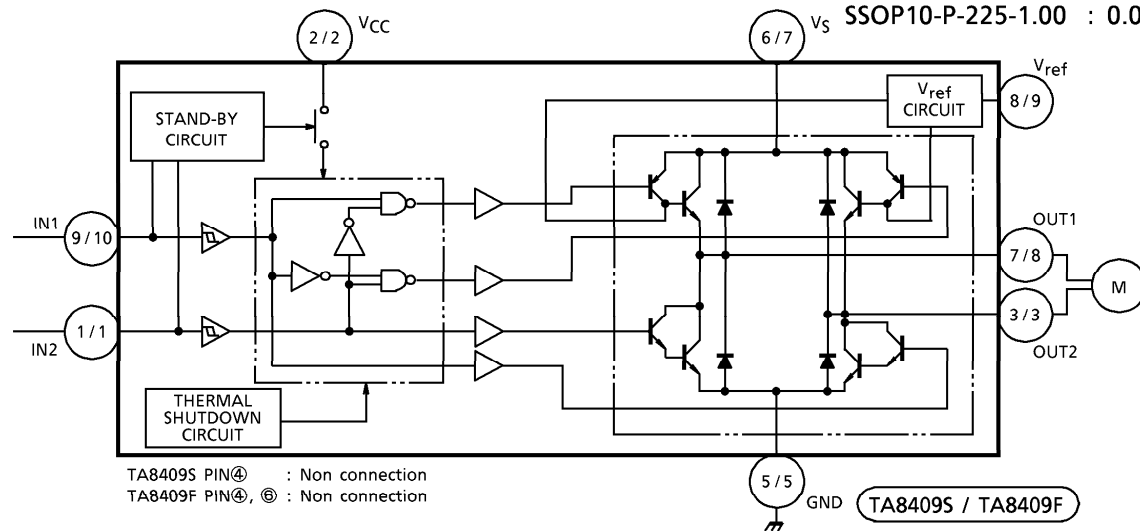 SSOP10-P-225-1.00 : 0.0
2/2 VCC
6/7 VS
Vref
8/9
Vref
CIRCUIT
STAND-BY
CIRCUIT
IN1
9/10
OUT1
7/8
M
1/1
IN2
3/3
OUT2
THERMAL
SHUTDOWN
CIRCUIT
TA8409S PIN④ : Non connection
TA8409F PIN④, ⑥ : Non connection
5/5 GND
TA8409S / TA8409F